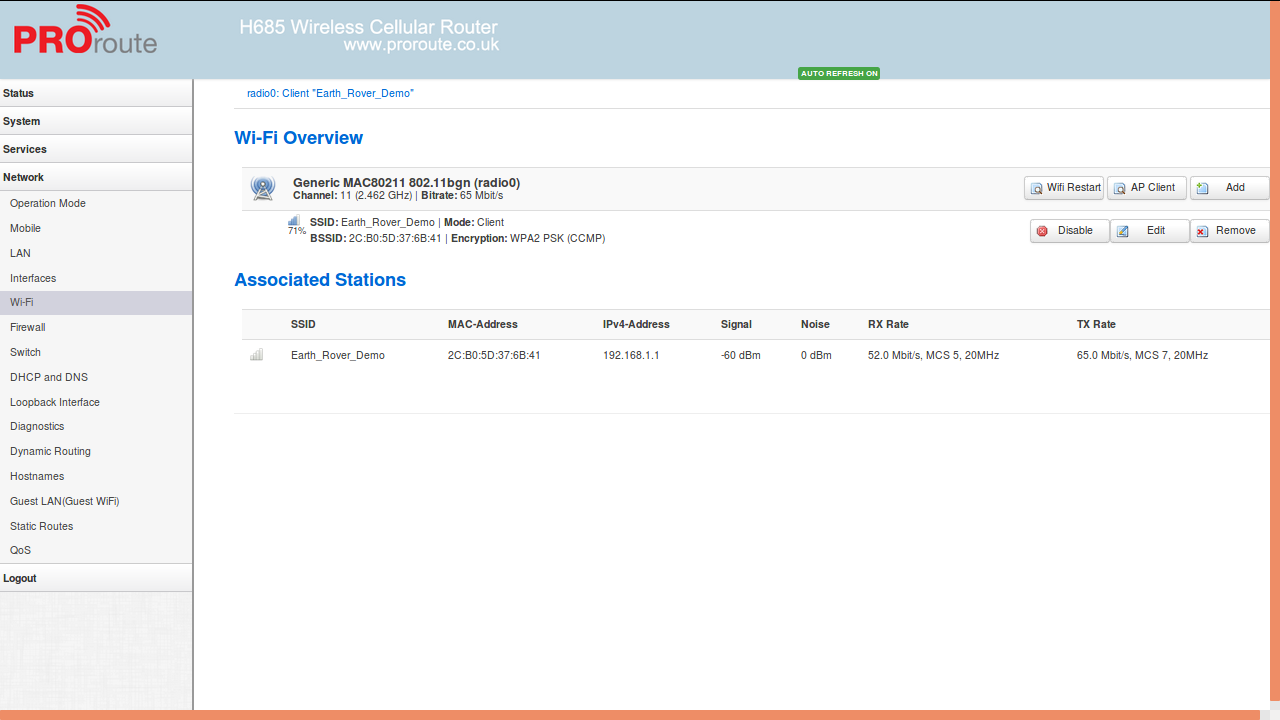 PROroute
H685 Wireless Cellular Router
www.proroute.co.uk
AUTO REFRESH ON
Status
System
Services
Network
Operation Mode
Mobile
LAN
Interfaces
Wi-Fi
Firewall
Switch
DHCP and DNS
Loopback Interface
Diagnostics
Dynamic Routing
Hostnames
Guest LAN(Guest WiFi)
Static Routes
QoS
Logout
radio0: Client "Earth_Rover_Demo"
Wi-Fi Overview
Generic MAC80211 802.11bgn (radio0)
Channel: 11 (2.462 GHz) | Bitrate: 65 Mbit/s
Wifi Restart AP Client Add
71%
SSID: Earth_Rover_Demo | Mode: Client
BSSID: 2C:B0:5D:37:6B:41 | Encryption: WPA2 PSK (CCMP)
Disable Edit Remove
Associated Stations
SSID MAC-Address IPv4-Address Signal Noise RX Rate TX Rate
Earth_Rover_Demo 2C:B0:5D:37:6B:41 192.168.1.1 -60 dBm 0 dBm 52.0 Mbit/s, MCS 5, 20MHz 65.0 Mbit/s, MCS 7, 20MHz